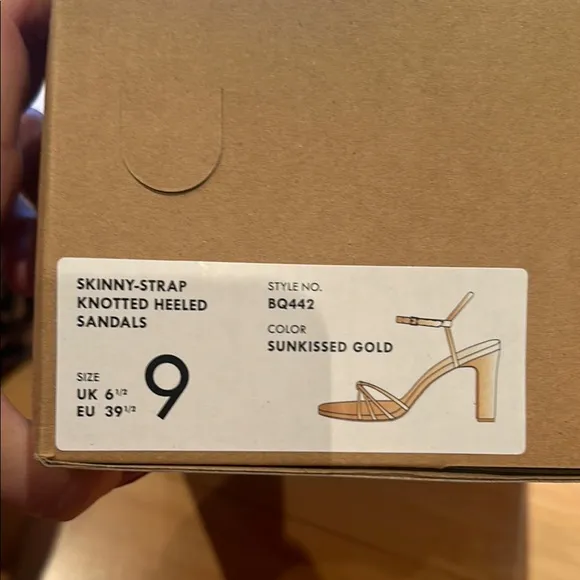 SKINNY-STRAP
KNOTTED HEELED
SANDALS
STYLE NO.
BQ442
COLOR
SUNKISSED GOLD
SIZE
UK 6 1/2
EU 39 1/2
9